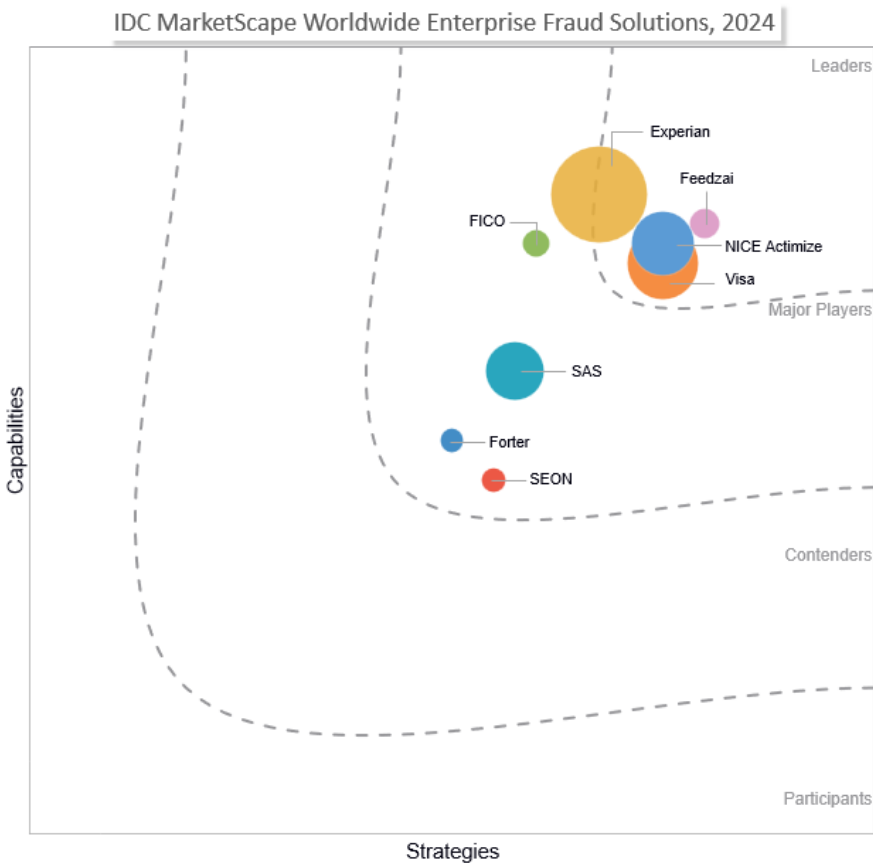 IDC MarketScape Worldwide Enterprise Fraud Solutions, 2024
Leaders
Experian
Feedzai
FICO
NICE Actimize
Visa
Major Players
SAS
Capabilities
Forter
SEON
Contenders
Participants
Strategies